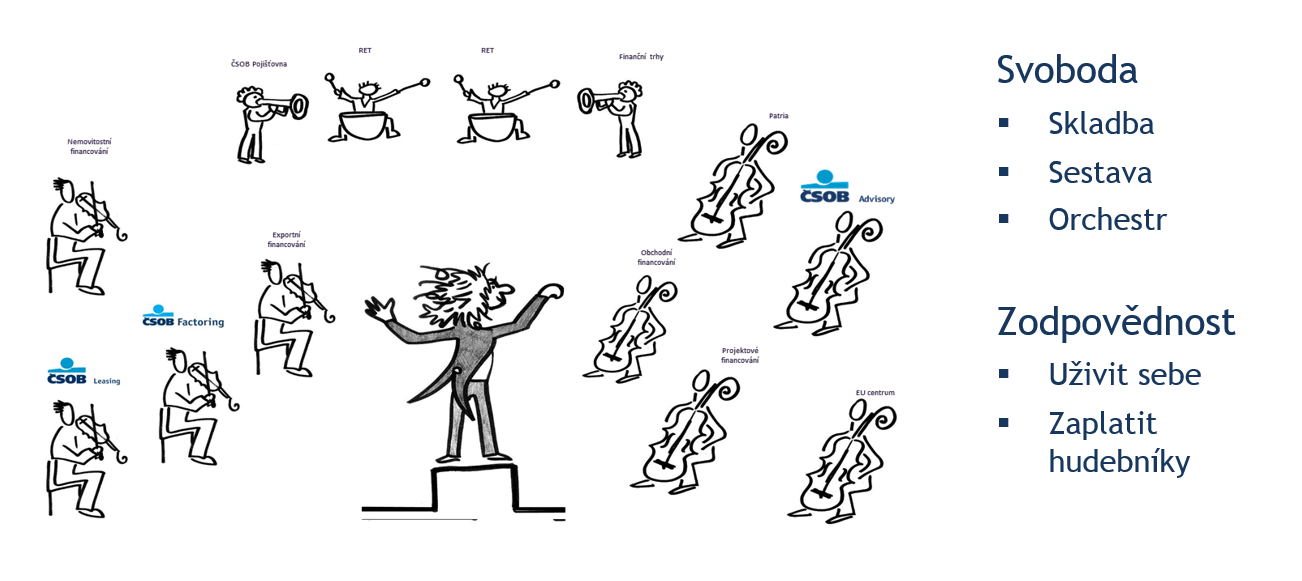 RET
RET
ČSOB Pojišťovna
Finanční trhy
Patria
Nemovitostní
financování
ČSOB Advisory
Exportní
financování
Obchodní
financování
ČSOB Factoring
Projektové
financování
ČSOB Leasing
EU centrum
Svoboda
▪ Skladba
▪ Sestava
▪ Orchestr
Zodpovědnost
▪ Uživit sebe
▪ Zaplatit
hudebníky